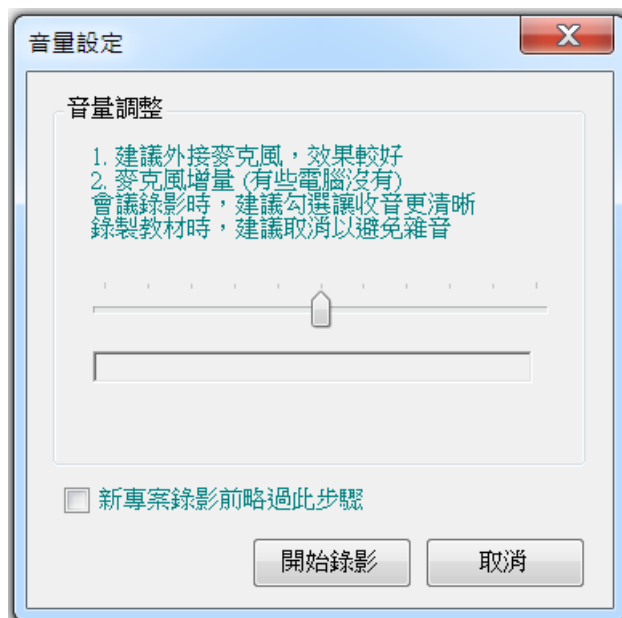 音量設定
音量調整
1. 建議外接麥克風，效果較好
2. 麥克風增量 (有些電腦沒有)
會議錄影時，建議勾選讓收音更清晰
錄製教材時，建議取消以避免雜音
新專案錄影前略過此步驟
開始錄影
取消